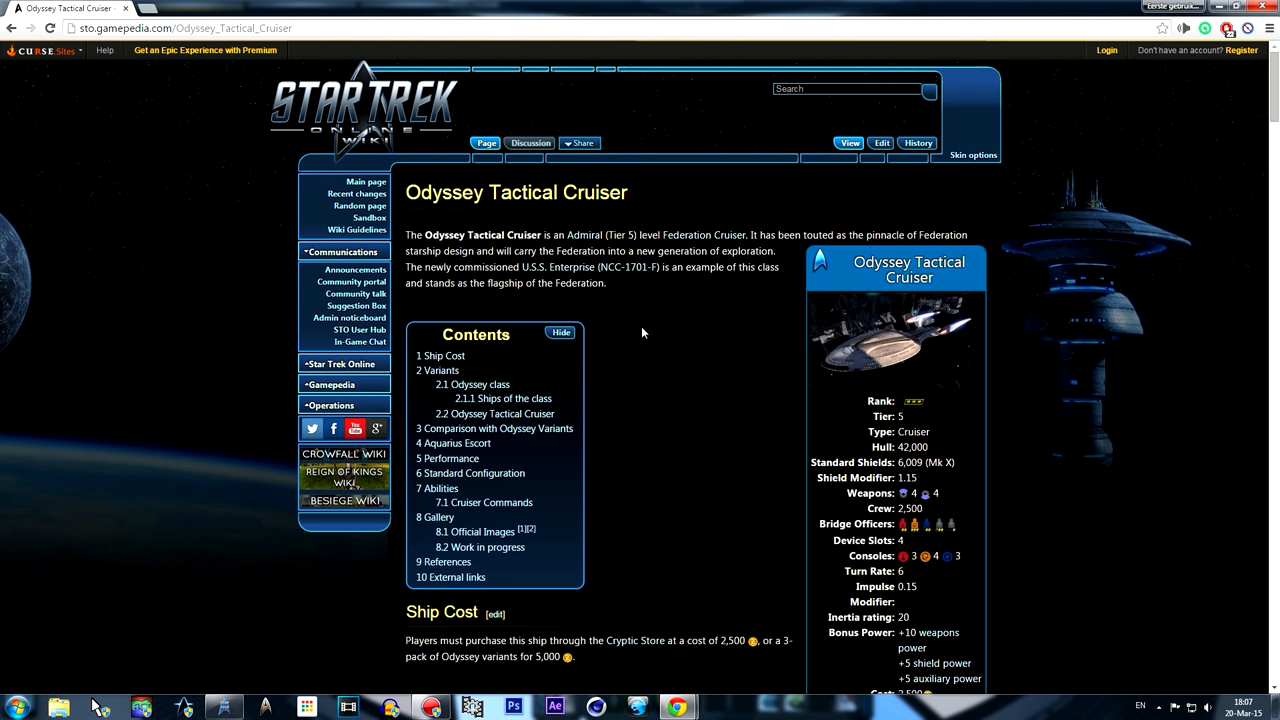 Odyssey Tactical Cruiser -
Eerste gebruik...
sto.gamepedia.com/Odyssey_Tactical_Cruiser
22
CURSE Sites
Help
Get an Epic Experience with Premium
Login
Don't have an account? Register
STAR TREK
ONLINE
WIKI
Search
Page
Discussion
Share
View
Edit
History
Skin options
Main page
Recent changes
Random page
Sandbox
Wiki Guidelines
Communications
Announcements
Community portal
Community talk
Suggestion Box
Admin noticeboard
STO User Hub
In-Game Chat
Star Trek Online
Gamepedia
Operations
You
Tube
g+
CROWFALL WIKI
REIGN OF KINGS
WIKI
BESIEGE WIKI
Odyssey Tactical Cruiser
The Odyssey Tactical Cruiser is an Admiral (Tier 5) level Federation Cruiser. It has been touted as the pinnacle of Federation
starship design and will carry the Federation into a new generation of exploration.
The newly commissioned U.S.S. Enterprise (NCC-1701-F) is an example of this class
and stands as the flagship of the Federation.
Contents
Hide
1 Ship Cost
2 Variants
2.1 Odyssey class
2.1.1 Ships of the class
2.2 Odyssey Tactical Cruiser
3 Comparison with Odyssey Variants
4 Aquarius Escort
5 Performance
6 Standard Configuration
7 Abilities
7.1 Cruiser Commands
8 Gallery
8.1 Official Images [1][2]
8.2 Work in progress
9 References
10 External links
Ship Cost [edit]
Players must purchase this ship through the Cryptic Store at a cost of 2,500 , or a 3-
pack of Odyssey variants for 5,000 .
Odyssey Tactical
Cruiser
Rank:
Tier: 5
Type: Cruiser
Hull: 42,000
Standard Shields: 6,009 (Mk X)
Shield Modifier: 1.15
Weapons: 4 4
Crew: 2,500
Bridge Officers:
Device Slots: 4
Consoles: 3 4 3
Turn Rate: 6
Impulse 0.15
Modifier:
Inertia rating: 20
Bonus Power: +10 weapons
power
+5 shield power
+5 auxiliary power
Cost: 2,500
Ps
Ae
EN
18:07
20-Mar-15